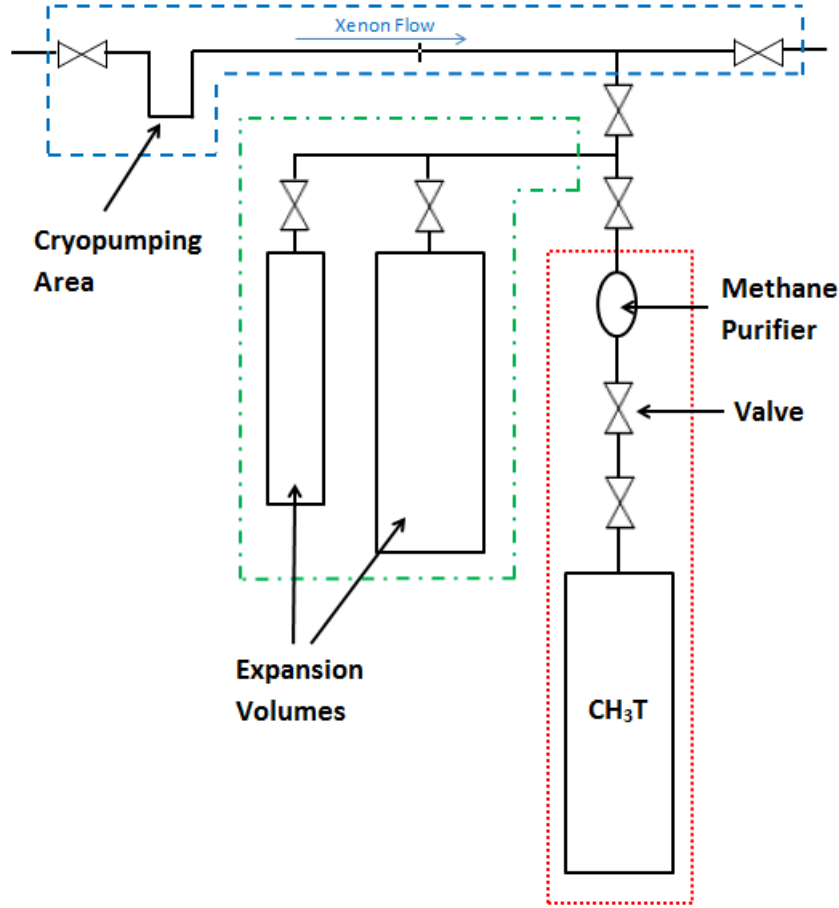 Xenon Flow
Cryopumping
Area
Methane
Purifier
Valve
Expansion
Volumes
CH₃T